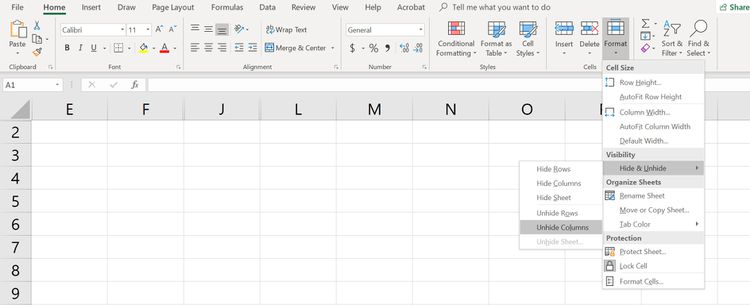 File Home Insert Draw Page Layout Formulas Data Review View Help Acrobat Tell me what you want to do Share
Paste Calibri 11 A A Wrap Text General Conditional Formatting Format as Table Cell Styles Insert Delete Format Sort & Filter Find & Select
B I U A Merge & Center $ % ,
Clipboard Font Alignment Number Styles Cells
A1 fx
E F J L M N O
2
3
4
5
6
7
8
9
Cell Size
Row Height...
AutoFit Row Height
Column Width...
AutoFit Column Width
Default Width...
Visibility
Hide & Unhide
Organize Sheets
Rename Sheet
Move or Copy Sheet...
Tab Color
Protection
Protect Sheet...
Lock Cell
Format Cells...
Hide Rows
Hide Columns
Hide Sheet
Unhide Rows
Unhide Columns
Unhide Sheet...